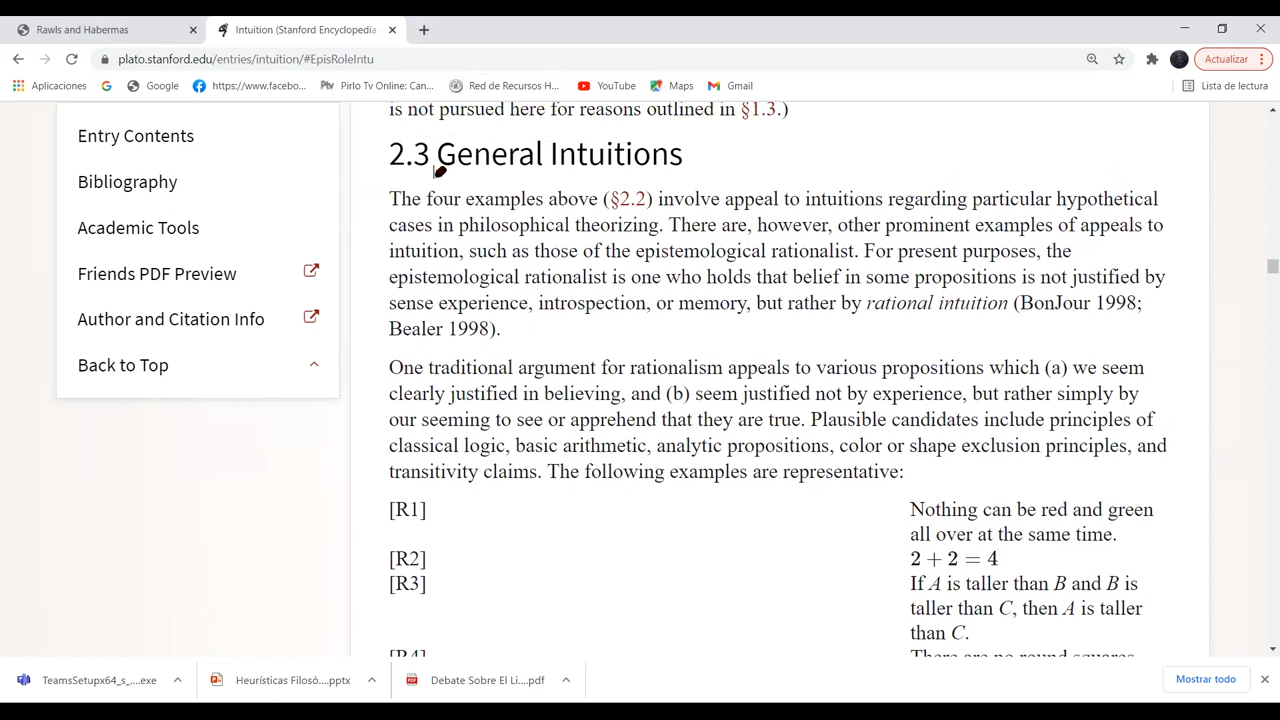 Rawls and Habermas
Intuition (Stanford Encyclopedia
plato.stanford.edu/entries/intuition/#EpisRoleIntu
Actualizar
Aplicaciones
Google
https://www.facebo...
Pirlo Tv Online: Can...
Red de Recursos H...
YouTube
Maps
Gmail
Lista de lectura
Entry Contents
Bibliography
Academic Tools
Friends PDF Preview
Author and Citation Info
Back to Top
is not pursued here for reasons outlined in §1.3.)
2.3 General Intuitions
The four examples above (§2.2) involve appeal to intuitions regarding particular hypothetical
cases in philosophical theorizing. There are, however, other prominent examples of appeals to
intuition, such as those of the epistemological rationalist. For present purposes, the
epistemological rationalist is one who holds that belief in some propositions is not justified by
sense experience, introspection, or memory, but rather by rational intuition (BonJour 1998;
Bealer 1998).
One traditional argument for rationalism appeals to various propositions which (a) we seem
clearly justified in believing, and (b) seem justified not by experience, but rather simply by
our seeming to see or apprehend that they are true. Plausible candidates include principles of
classical logic, basic arithmetic, analytic propositions, color or shape exclusion principles, and
transitivity claims. The following examples are representative:
[R1] Nothing can be red and green
all over at the same time.
[R2] 2 + 2 = 4
[R3] If A is taller than B and B is
taller than C, then A is taller
than C.
[R4] There are no round squares
TeamsSetupx64_s_....exe
Heurísticas Filosó....pptx
Debate Sobre El Li....pdf
Mostrar todo